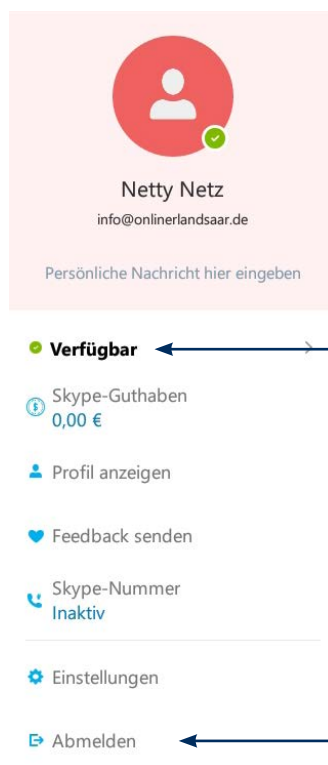 Netty Netz
info@onlinerlandsaar.de
Persönliche Nachricht hier eingeben
Verfügbar
Skype-Guthaben
0,00 €
Profil anzeigen
Feedback senden
Skype-Nummer
Inaktiv
Einstellungen
Abmelden